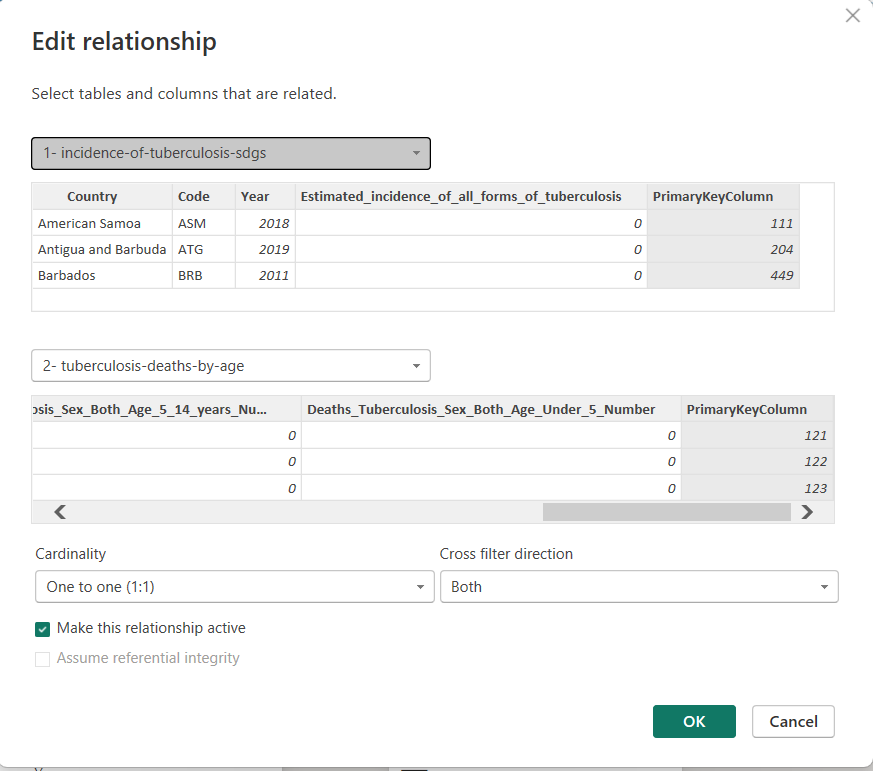 Edit relationship
Select tables and columns that are related.
1- incidence-of-tuberculosis-sdgs
Country Code Year Estimated_incidence_of_all_forms_of_tuberculosis PrimaryKeyColumn
American Samoa ASM 2018 0 111
Antigua and Barbuda ATG 2019 0 204
Barbados BRB 2011 0 449
2- tuberculosis-deaths-by-age
osis_Sex_Both_Age_5_14_years_Nu... Deaths_Tuberculosis_Sex_Both_Age_Under_5_Number PrimaryKeyColumn
0 0 121
0 0 122
0 0 123
Cardinality Cross filter direction
One to one (1:1) Both
Make this relationship active
Assume referential integrity
OK Cancel